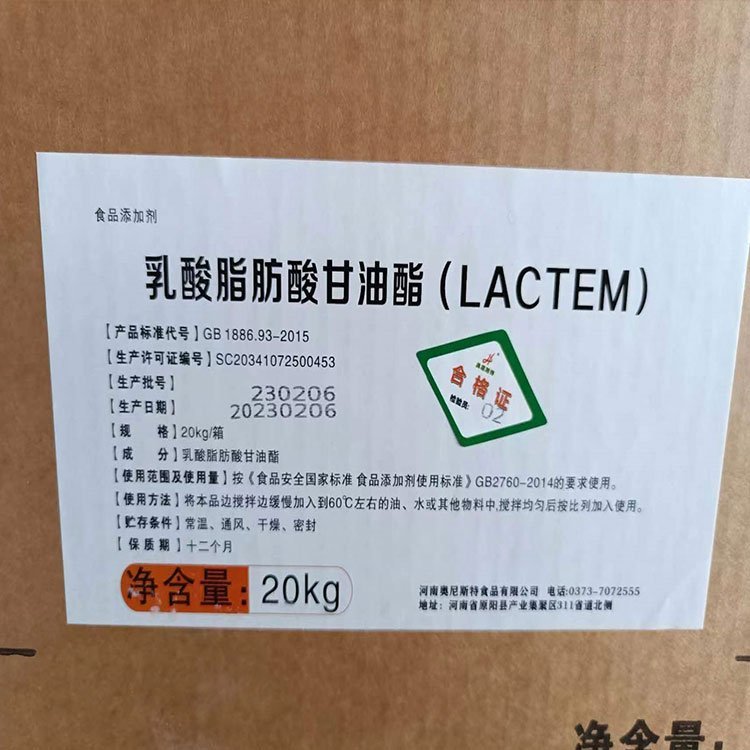 食品添加剂
乳酸脂肪酸甘油酯（LACTEM）
【产品标准代号】GB 1886.93-2015
【生产许可证编号】SC20341072500453
【生产批号】 230206
【生产日期】 20230206
【规 格】20kg/箱
【成 分】乳酸脂肪酸甘油酯
【使用范围及使用量】按《食品安全国家标准 食品添加剂使用标准》GB2760-2014的要求使用。
【使用方法】将本品边搅拌边缓慢加入到60℃左右的油、水或其他物料中,搅拌均匀后按比列加入使用。
【贮存条件】常温、通风、干燥、密封
【保质期】十二个月
净含量: 20kg
合格证
检验员: 02
河南奥尼斯特食品有限公司 电话:0373-7072555
地址: 河南省原阳县产业集聚区311省道北侧
净含量: